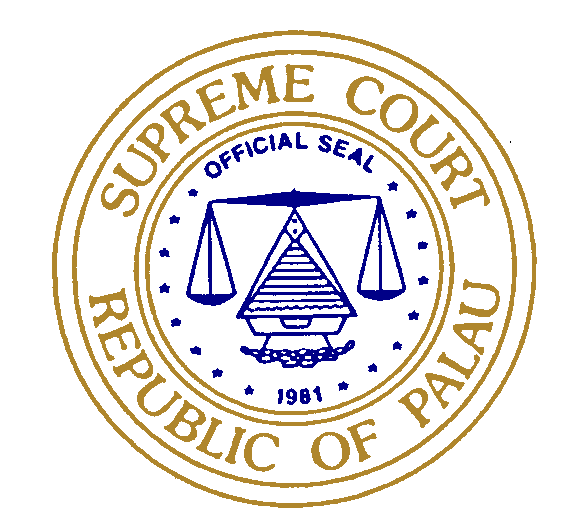 SUPREME COURT
OFFICIAL SEAL
1981
REPUBLIC OF PALAU